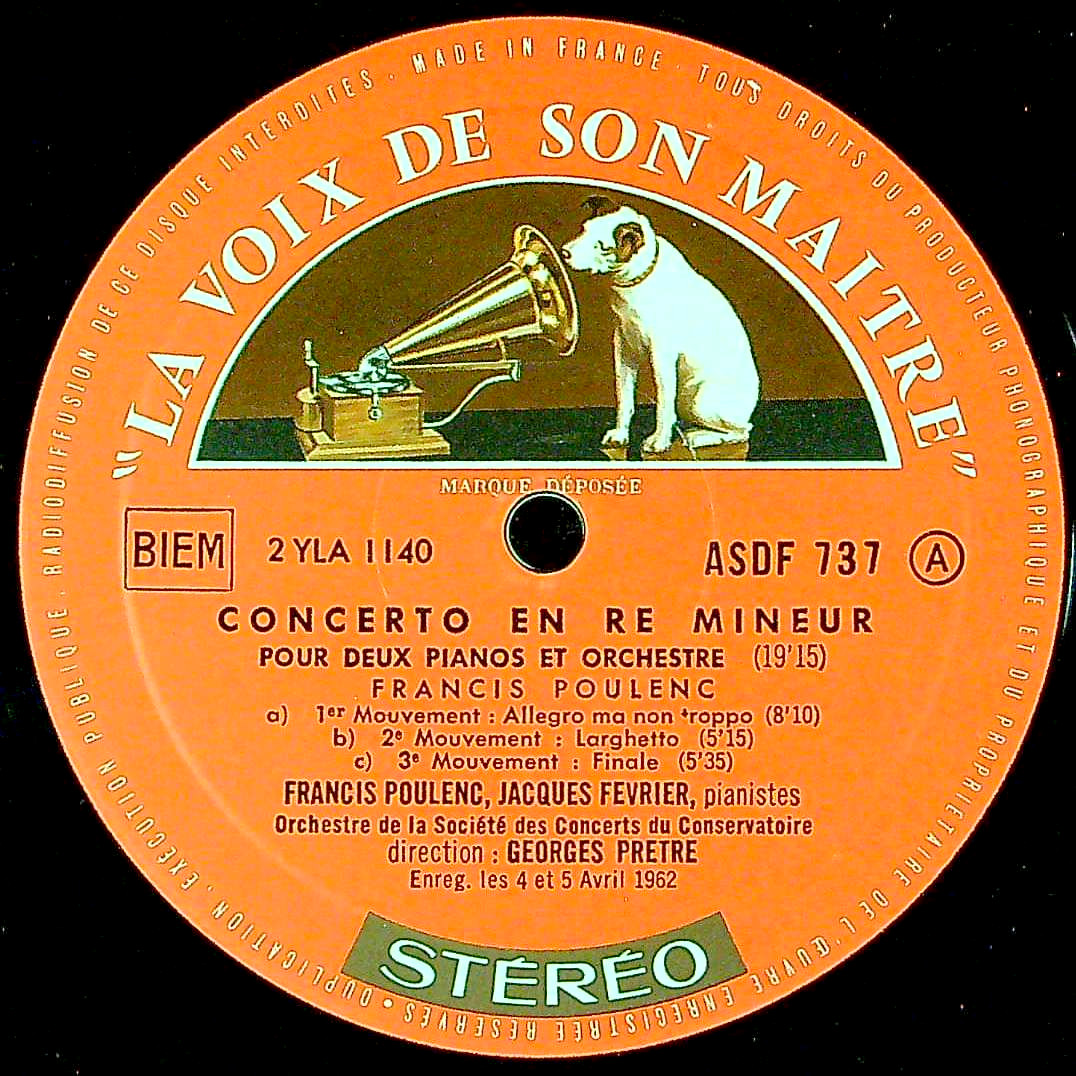 MADE IN FRANCE . TOUS DROITS DU PRODUCTEUR PHONOGRAPHIQUE ET DU PROPRIETAIRE DE L'ŒUVRE ENREGISTRÉE RÉSERVÉS • DUPLICATION . EXÉCUTION PUBLIQUE . RADIODIFFUSION DE CE DISQUE INTERDITES .
"LA VOIX DE SON MAITRE"
MARQUE DÉPOSÉE
BIEM 2 YLA 1140 ASDF 737 A
CONCERTO EN RE MINEUR
POUR DEUX PIANOS ET ORCHESTRE (19'15)
FRANCIS POULENC
a) 1er Mouvement : Allegro ma non troppo (8'10)
b) 2e Mouvement : Larghetto (5'15)
c) 3e Mouvement : Finale (5'35)
FRANCIS POULENC, JACQUES FEVRIER, pianistes
Orchestre de la Société des Concerts du Conservatoire
direction : GEORGES PRETRE
Enreg. les 4 et 5 Avril 1962
STÉRÉO